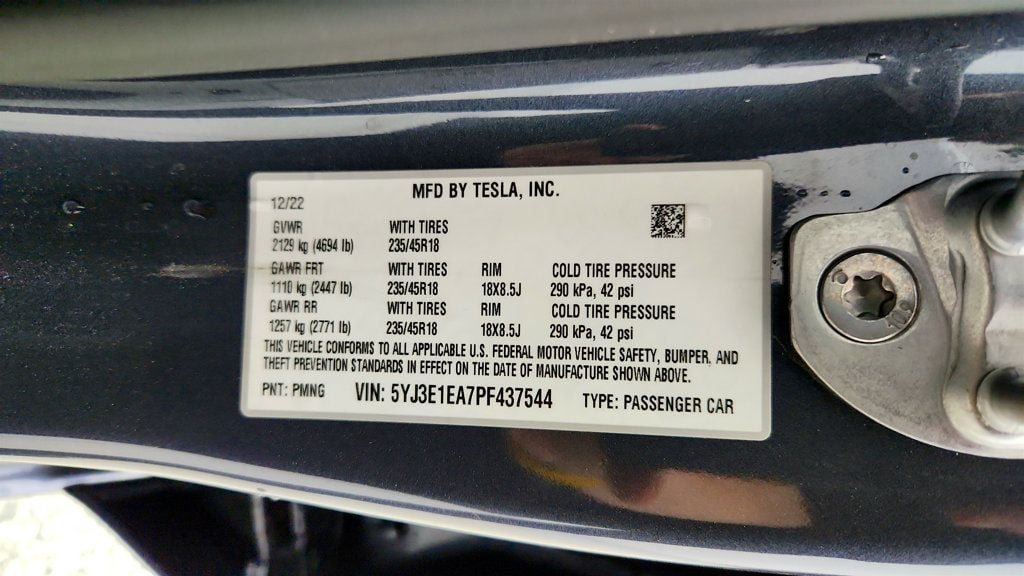 MFD BY TESLA, INC.
12/22
GVWR WITH TIRES
2129 kg (4694 lb) 235/45R18
GAWR FRT WITH TIRES RIM COLD TIRE PRESSURE
1110 kg (2447 lb) 235/45R18 18X8.5J 290 kPa, 42 psi
GAWR RR WITH TIRES RIM COLD TIRE PRESSURE
1257 kg (2771 lb) 235/45R18 18X8.5J 290 kPa, 42 psi
THIS VEHICLE CONFORMS TO ALL APPLICABLE U.S. FEDERAL MOTOR VEHICLE SAFETY, BUMPER, AND
THEFT PREVENTION STANDARDS IN EFFECT ON THE DATE OF MANUFACTURE SHOWN ABOVE.
PNT: PMNG VIN: 5YJ3E1EA7PF437544 TYPE: PASSENGER CAR